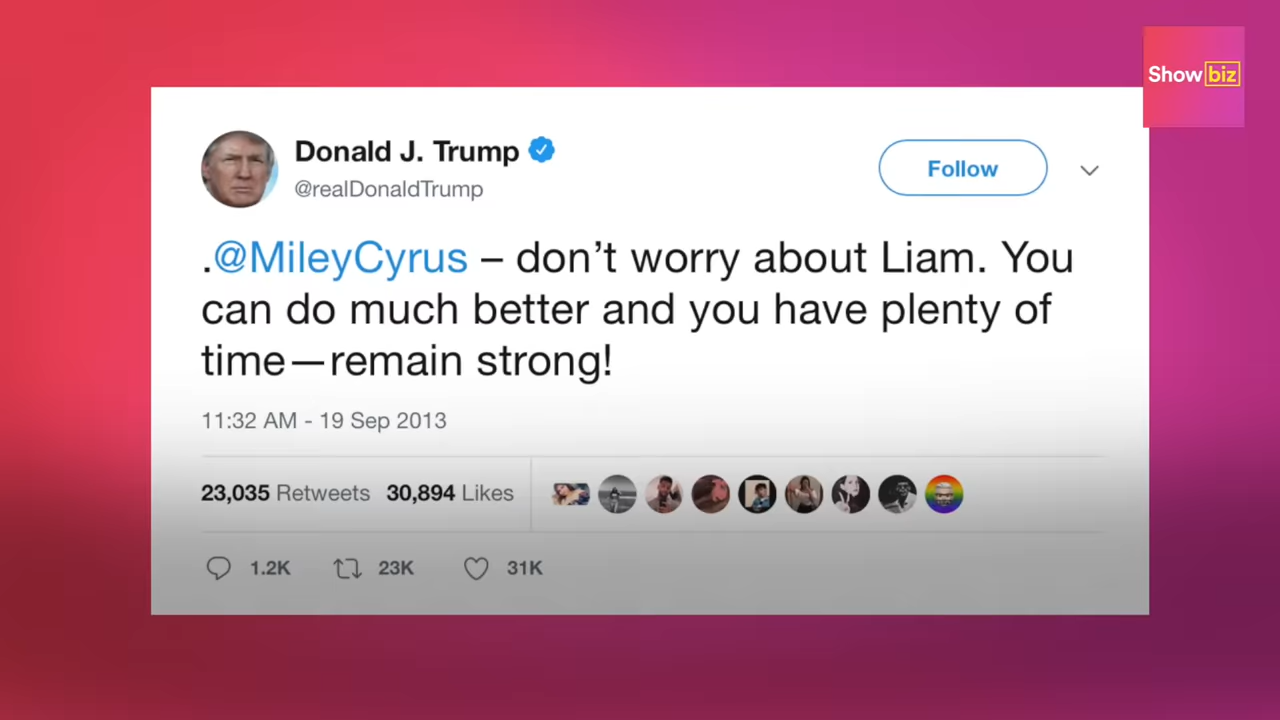 Show biz
Donald J. Trump
@realDonaldTrump
Follow
.@MileyCyrus – don’t worry about Liam. You
can do much better and you have plenty of
time—remain strong!
11:32 AM - 19 Sep 2013
23,035 Retweets 30,894 Likes
1.2K 23K 31K